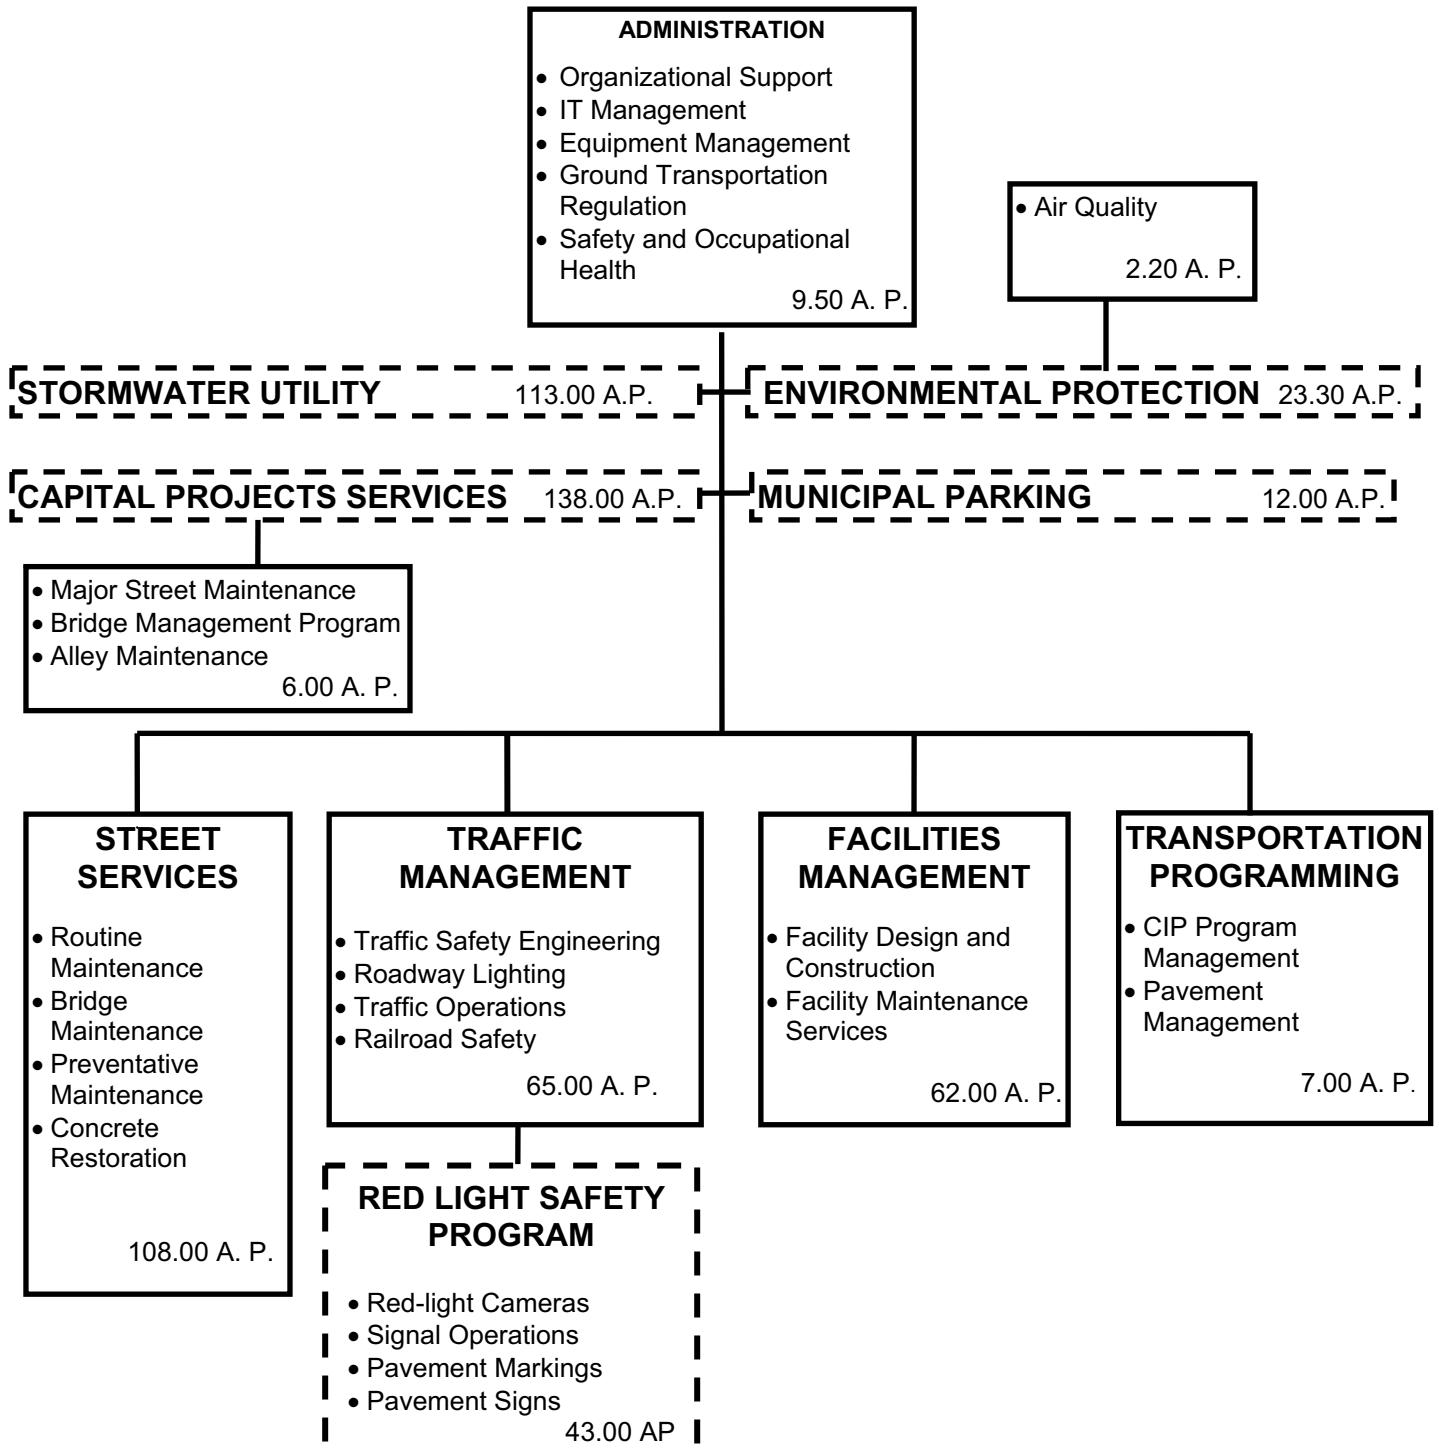 ADMINISTRATION
• Organizational Support
• IT Management
• Equipment Management
• Ground Transportation
Regulation
• Safety and Occupational
Health
9.50 A. P.
• Air Quality
2.20 A. P.
STORMWATER UTILITY 113.00 A.P.
ENVIRONMENTAL PROTECTION 23.30 A.P.
CAPITAL PROJECTS SERVICES 138.00 A.P.
MUNICIPAL PARKING 12.00 A.P.
• Major Street Maintenance
• Bridge Management Program
• Alley Maintenance
6.00 A. P.
STREET
SERVICES
• Routine
Maintenance
• Bridge
Maintenance
• Preventative
Maintenance
• Concrete
Restoration
108.00 A. P.
TRAFFIC
MANAGEMENT
• Traffic Safety Engineering
• Roadway Lighting
• Traffic Operations
• Railroad Safety
65.00 A. P.
RED LIGHT SAFETY
PROGRAM
• Red-light Cameras
• Signal Operations
• Pavement Markings
• Pavement Signs
43.00 AP
FACILITIES
MANAGEMENT
• Facility Design and
Construction
• Facility Maintenance
Services
62.00 A. P.
TRANSPORTATION
PROGRAMMING
• CIP Program
Management
• Pavement
Management
7.00 A. P.